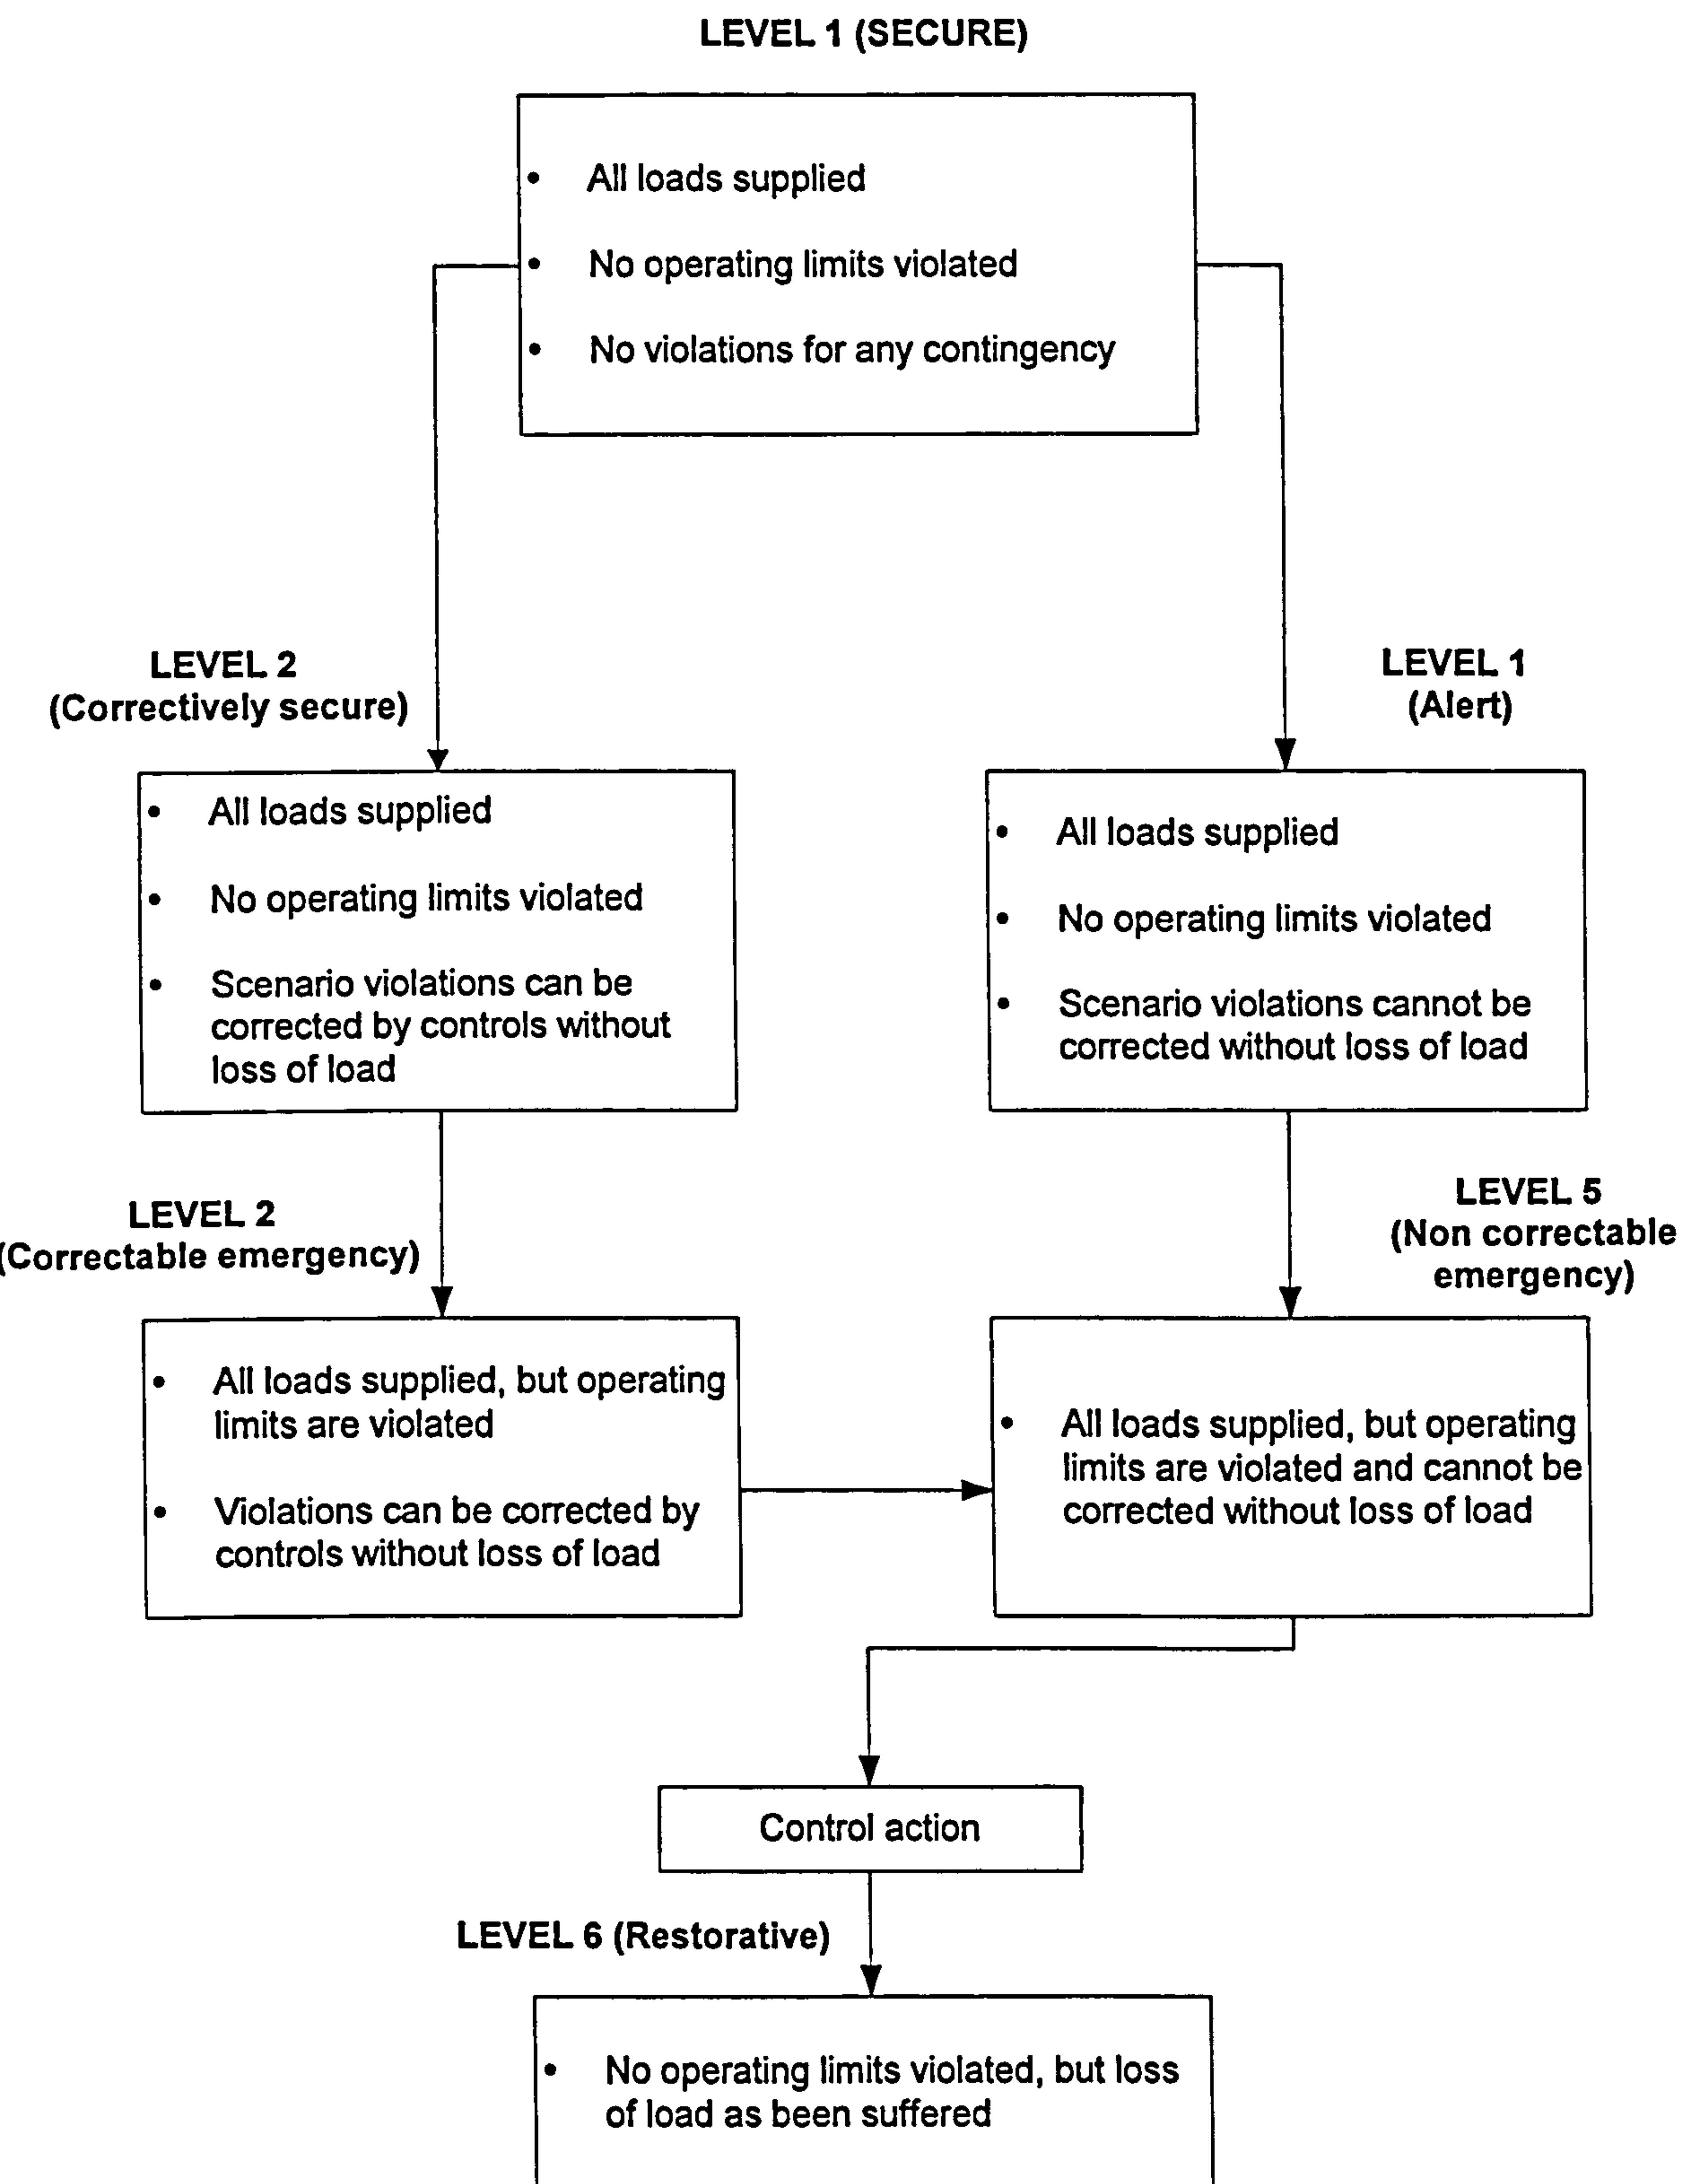 LEVEL 1 (SECURE)
• All loads supplied
• No operating limits violated
• No violations for any contingency
LEVEL 2
(Correctively secure)
• All loads supplied
• No operating limits violated
• Scenario violations can be
corrected by controls without
loss of load
LEVEL 1
(Alert)
• All loads supplied
• No operating limits violated
• Scenario violations cannot be
corrected without loss of load
LEVEL 2
(Correctable emergency)
• All loads supplied, but operating
limits are violated
• Violations can be corrected by
controls without loss of load
LEVEL 5
(Non correctable
emergency)
• All loads supplied, but operating
limits are violated and cannot be
corrected without loss of load
Control action
LEVEL 6 (Restorative)
• No operating limits violated, but loss
of load as been suffered